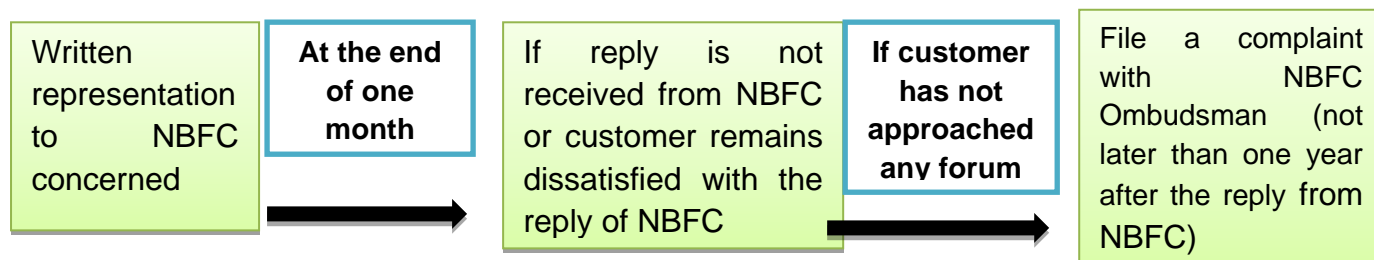 Written
representation
to NBFC
concerned
At the end
of one
month
If reply is not
received from NBFC
or customer remains
dissatisfied with the
reply of NBFC
If customer
has not
approached
any forum
File a complaint
with NBFC
Ombudsman (not
later than one year
after the reply from
NBFC)